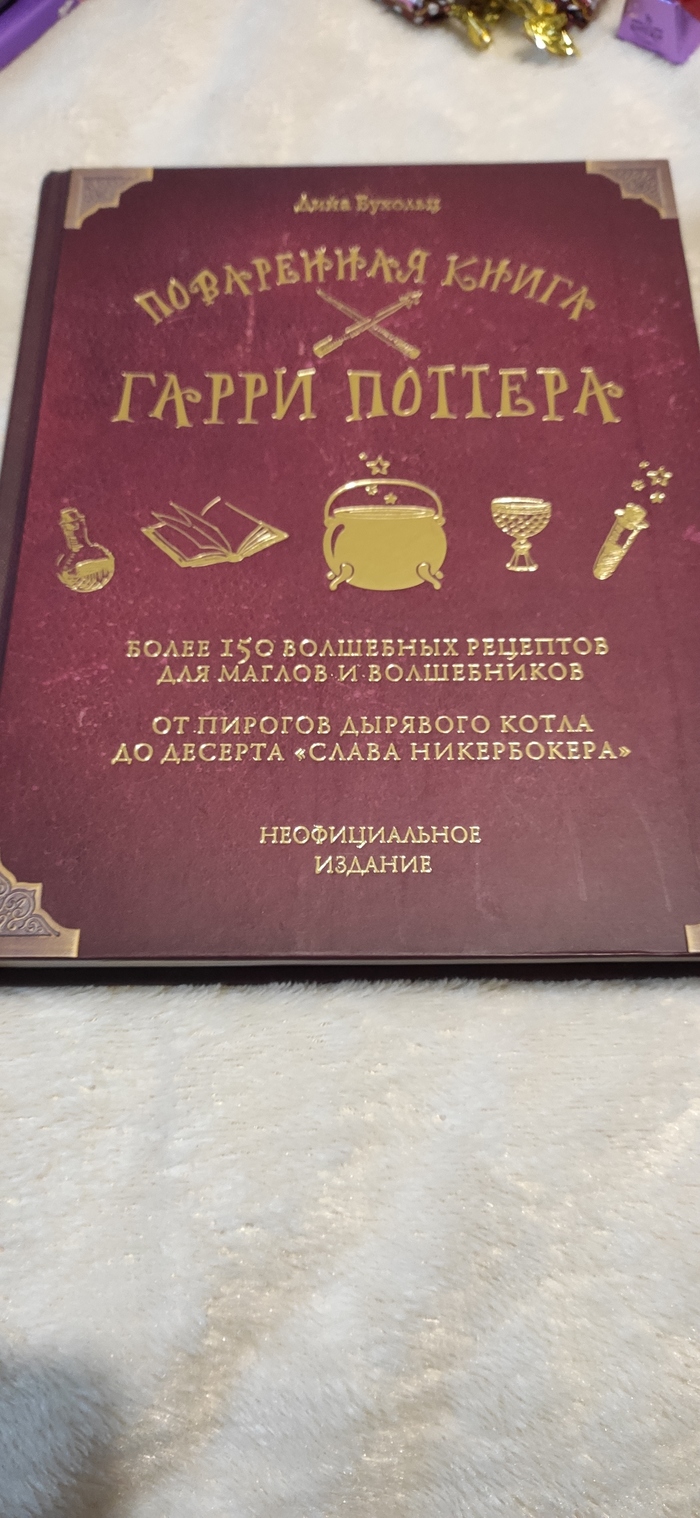 Дина Бухольц
ПОВАРЕННАЯ КНИГА
ГАРРИ ПОТТЕРА
БОЛЕЕ 150 ВОЛШЕБНЫХ РЕЦЕПТОВ
ДЛЯ МАГЛОВ И ВОЛШЕБНИКОВ
ОТ ПИРОГОВ ДЫРЯВОГО КОТЛА
ДО ДЕСЕРТА «СЛАВА НИКЕРБОКЕРА»
НЕОФИЦИАЛЬНОЕ
ИЗДАНИЕ